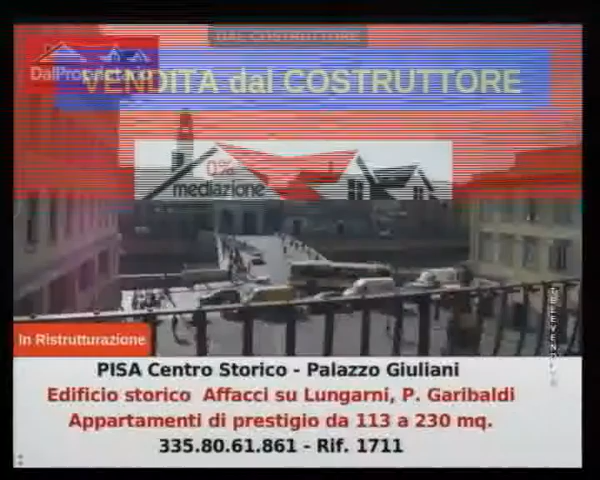 DAL COSTRUTTORE
DalProprietario
VENDITA dal COSTRUTTORE
0%
mediazione
In Ristrutturazione
TELEVENDITA
PISA Centro Storico - Palazzo Giuliani
Edificio storico Affacci su Lungarni, P. Garibaldi
Appartamenti di prestigio da 113 a 230 mq.
335.80.61.861 - Rif. 1711